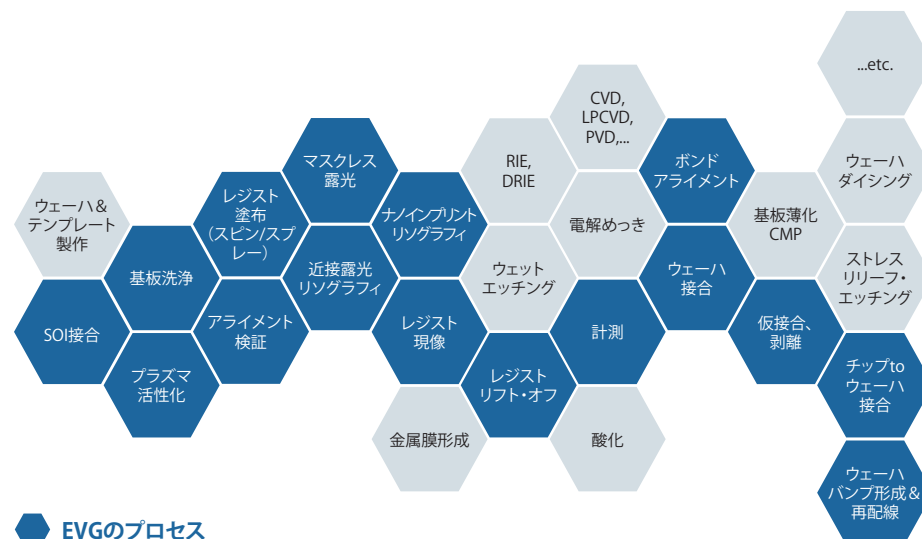 ウェーハ&
テンプレート
製作
SOI接合
基板洗浄
プラズマ
活性化
レジスト
塗布
(スピン/スプ
レー)
アライメント
検証
マスクレス
露光
近接露光
リソグラフィ
ナノインプリント
リソグラフィ
レジスト
現像
金属膜形成
RIE,
DRIE
ウェット
エッチング
レジスト
リフト・オフ
CVD,
LPCVD,
PVD,...
電解めっき
計測
酸化
ボンド
アライメント
ウェーハ
接合
基板薄化
CMP
仮接合、
剥離
...etc.
ウェーハ
ダイシング
ストレス
リリーフ・
エッチング
チップto
ウェーハ
接合
ウェーハ
バンプ形成&
再配線
EVGのプロセス